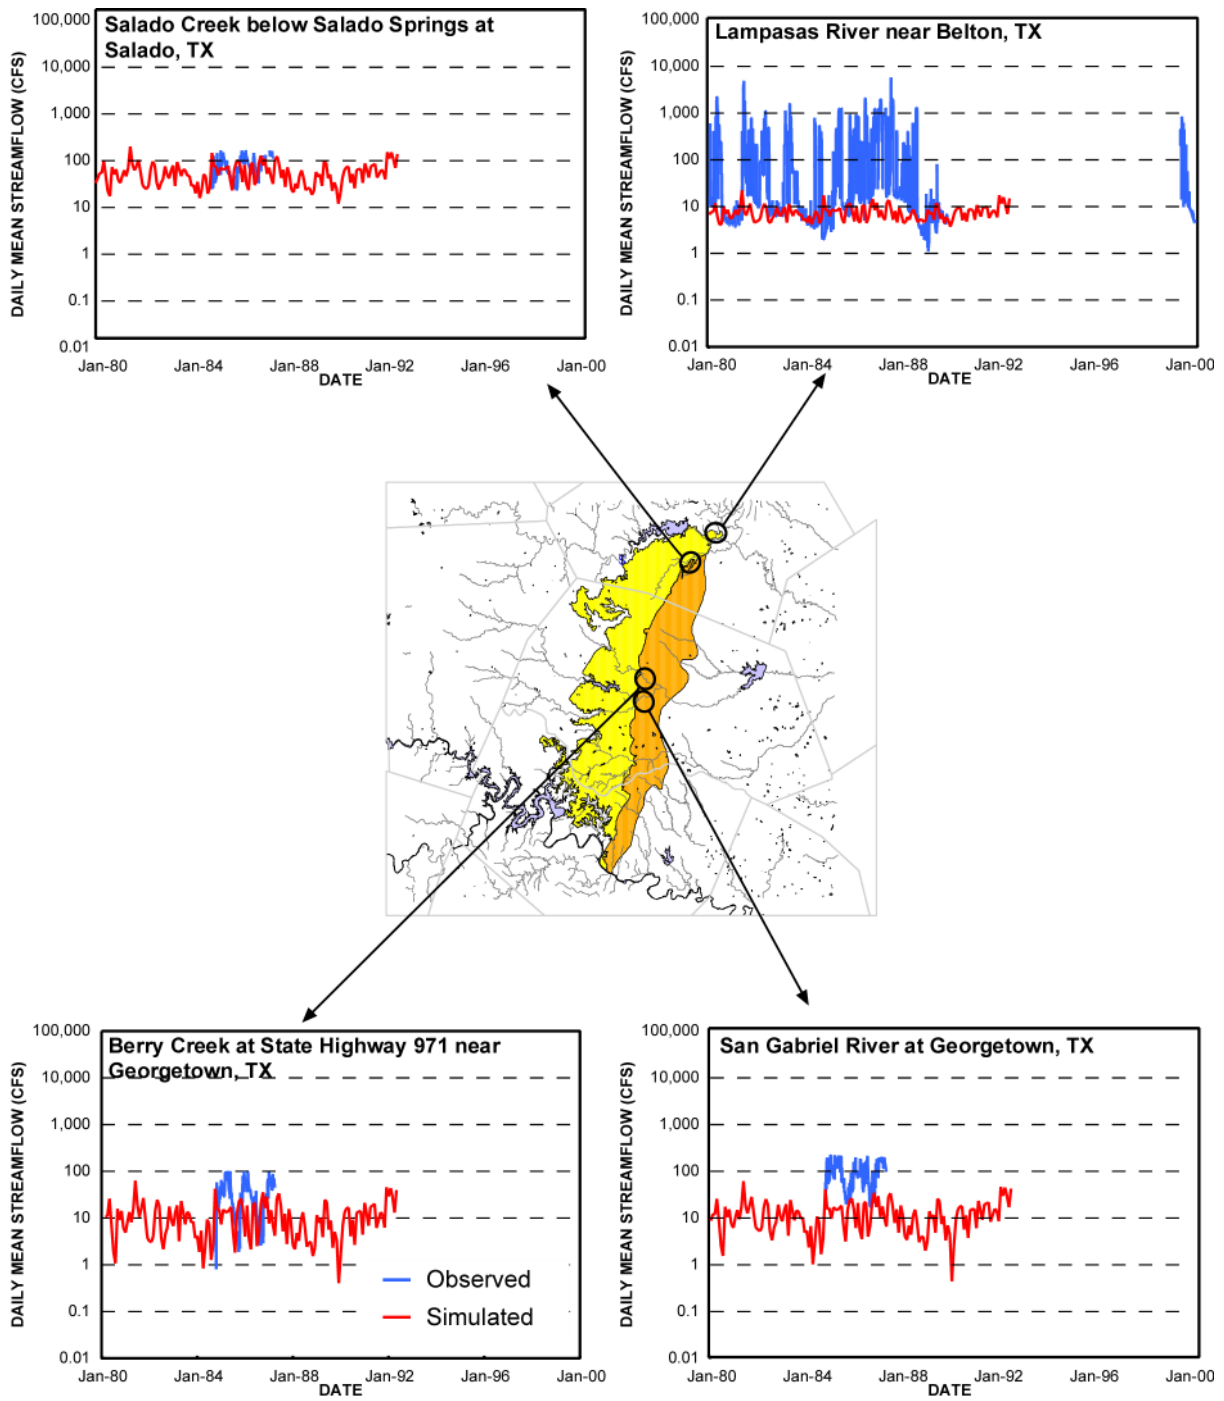 Salado Creek below Salado Springs at
Salado, TX
DAILY MEAN STREAMFLOW (CFS)
100,000
10,000
1,000
100
10
1
0.1
0.01
Jan-80 Jan-84 Jan-88 Jan-92 Jan-96 Jan-00
DATE
Lampasas River near Belton, TX
DAILY MEAN STREAMFLOW (CFS)
100,000
10,000
1,000
100
10
1
0.1
0.01
Jan-80 Jan-84 Jan-88 Jan-92 Jan-96 Jan-00
DATE
Berry Creek at State Highway 971 near
Georgetown, TX
DAILY MEAN STREAMFLOW (CFS)
100,000
10,000
1,000
100
10
1
0.1
0.01
Observed
Simulated
Jan-80 Jan-84 Jan-88 Jan-92 Jan-96 Jan-00
DATE
San Gabriel River at Georgetown, TX
DAILY MEAN STREAMFLOW (CFS)
100,000
10,000
1,000
100
10
1
0.1
0.01
Jan-80 Jan-84 Jan-88 Jan-92 Jan-96 Jan-00
DATE